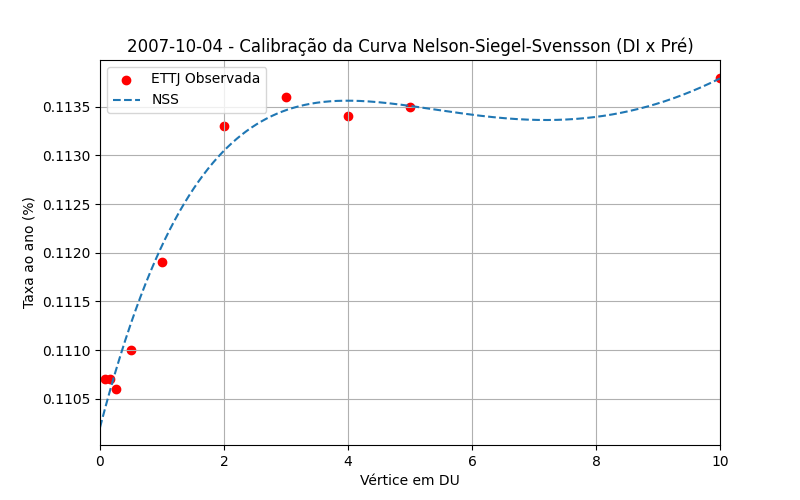 2007-10-04 - Calibração da Curva Nelson-Siegel-Svensson (DI x Pré)
ETTJ Observada
NSS
Taxa ao ano (%)
0.1135
0.1130
0.1125
0.1120
0.1115
0.1110
0.1105
0 2 4 6 8 10
Vértice em DU